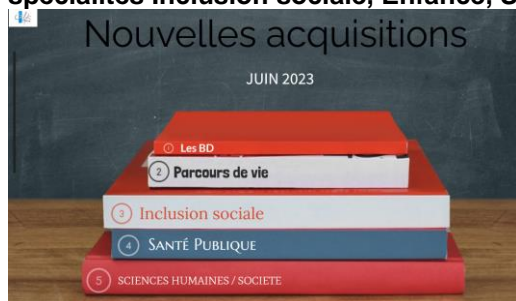 spécialités Inclusion sociale, Enfance, S
Nouvelles acquisitions
JUIN 2023
1 Les BD
2 Parcours de vie
3 Inclusion sociale
4 SANTÉ PUBLIQUE
5 SCIENCES HUMAINES / SOCIETE